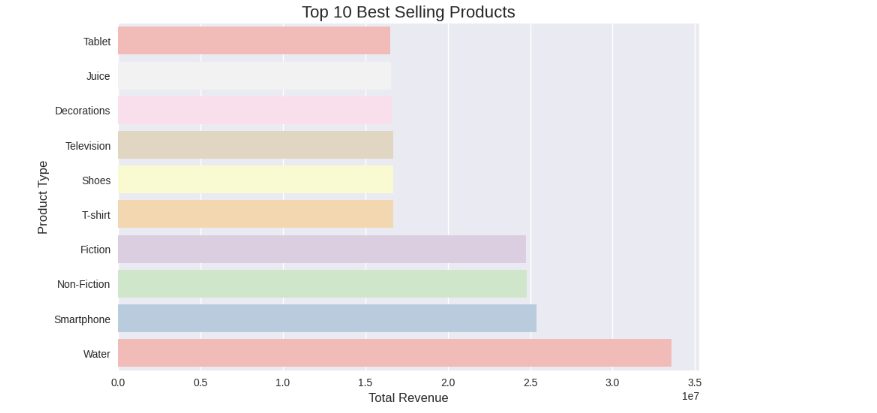 Top 10 Best Selling Products
Product Type
Tablet
Juice
Decorations
Television
Shoes
T-shirt
Fiction
Non-Fiction
Smartphone
Water
0.0 0.5 1.0 1.5 2.0 2.5 3.0 3.5
1e7
Total Revenue